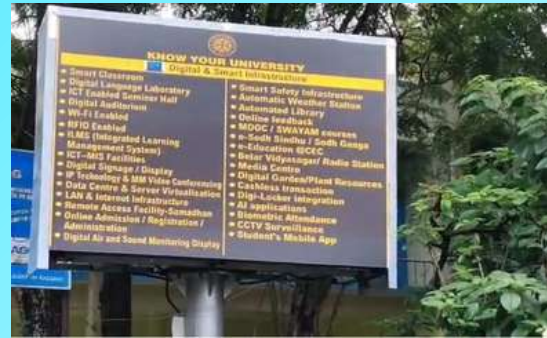 KNOW YOUR UNIVERSITY
Digital & Smart Infrastructure
Smart Classroom
Digital Language Laboratory
ICT Enabled Seminar Hall
Digital Auditorium
Wi-Fi Enabled
RFID Enabled
ILMS (Integrated Learning
Management System)
ICT-MIS Facilities
Digital Signage / Display
IP Technology & MM Video Conferencing
Data Centre & Server Virtualisation
LAN & Internet Infrastructure
Remote Access Facility-Samadhan
Online Admission / Registration /
Administration
Digital Air and Sound Monitoring Display
Smart Safety Infrastructure
Automatic Weather Station
Automated Library
Online feedback
MOOC / SWAYAM courses
e-Sodh Sindhu / Sodh Ganga
e-Education @CEC
Belar Vidyasagar/ Radio Station
Media Centre
Digital Garden/Plant Resources
Cashless transaction
Digi-Locker integration
AI applications
Biometric Attendance
CCTV Surveillance
Student's Mobile App